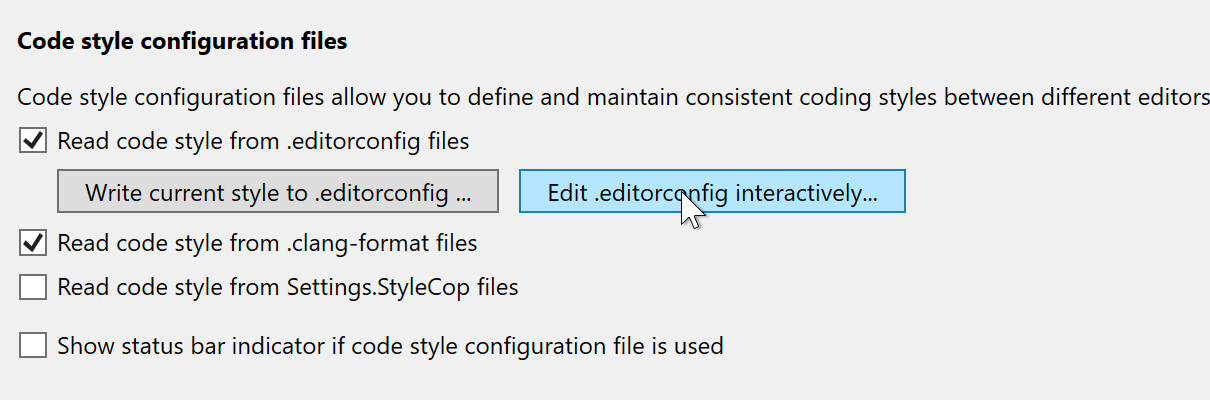 Code style configuration files
Code style configuration files allow you to define and maintain consistent coding styles between different editors
Read code style from .editorconfig files
Write current style to .editorconfig ...
Edit .editorconfig interactively...
Read code style from .clang-format files
Read code style from Settings.StyleCop files
Show status bar indicator if code style configuration file is used